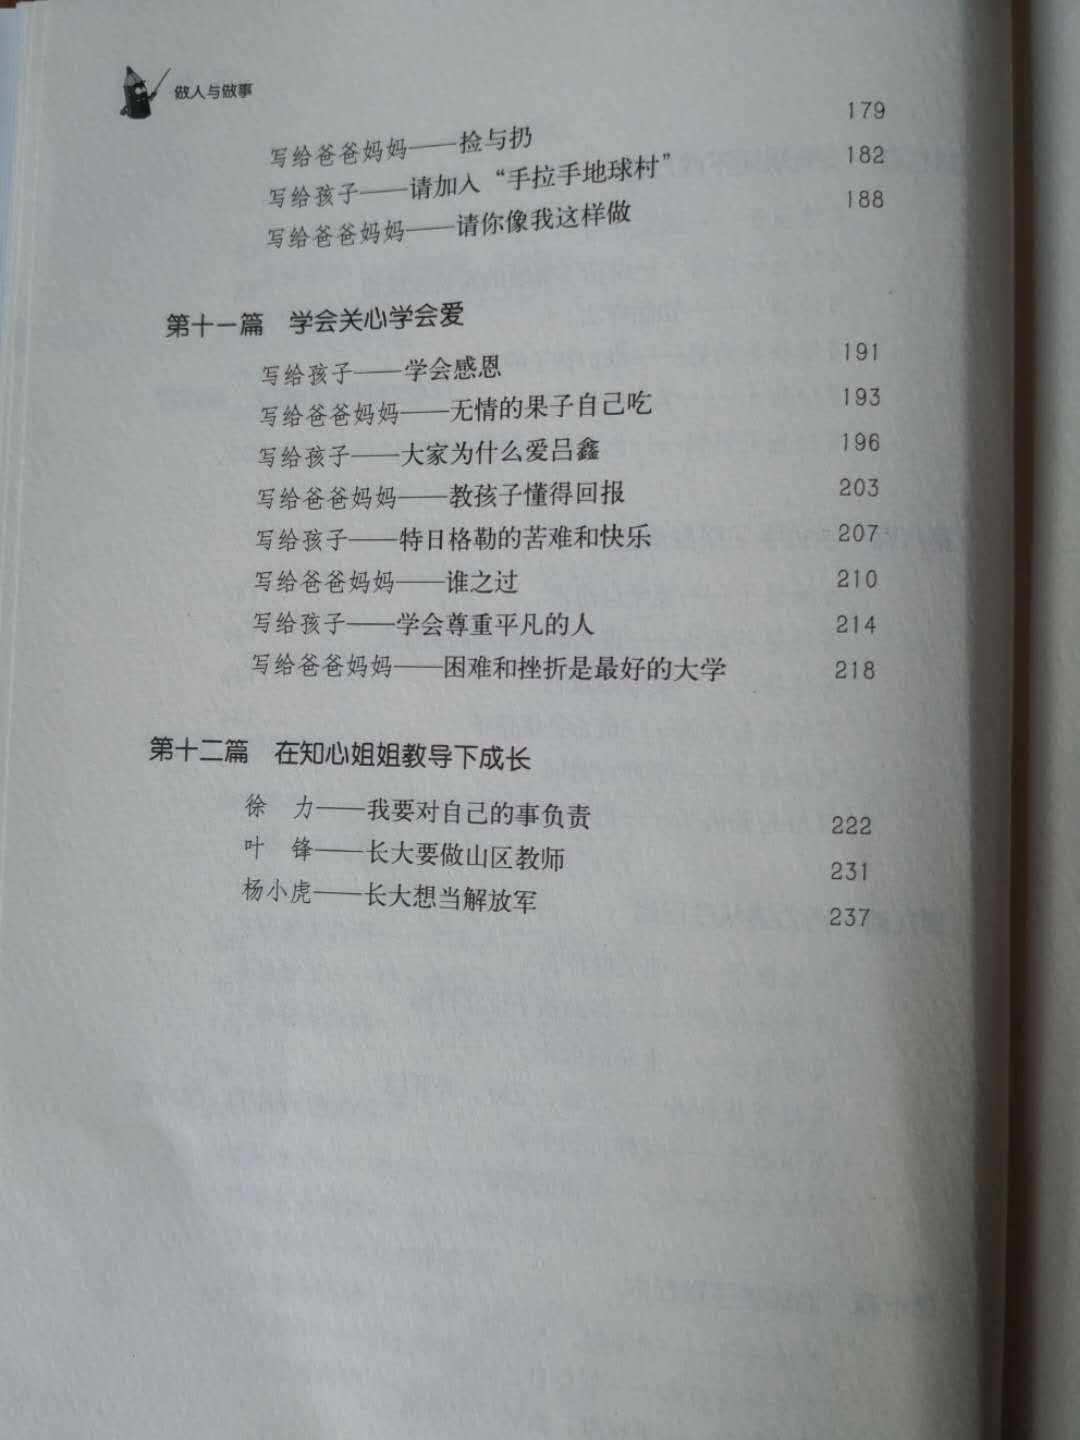 做人与做事
写给爸爸妈妈——捡与扔 179
写给孩子——请加入“手拉手地球村” 182
写给爸爸妈妈——请你像我这样做 188
第十一篇 学会关心学会爱
写给孩子——学会感恩 191
写给爸爸妈妈——无情的果子自己吃 193
写给孩子——大家为什么爱吕鑫 196
写给爸爸妈妈——教孩子懂得回报 203
写给孩子——特日格勒的苦难和快乐 207
写给爸爸妈妈——谁之过 210
写给孩子——学会尊重平凡的人 214
写给爸爸妈妈——困难和挫折是最好的大学 218
第十二篇 在知心姐姐教导下成长
徐 力——我要对自己的事负责 222
叶 锋——长大要做山区教师 231
杨小虎——长大想当解放军 237